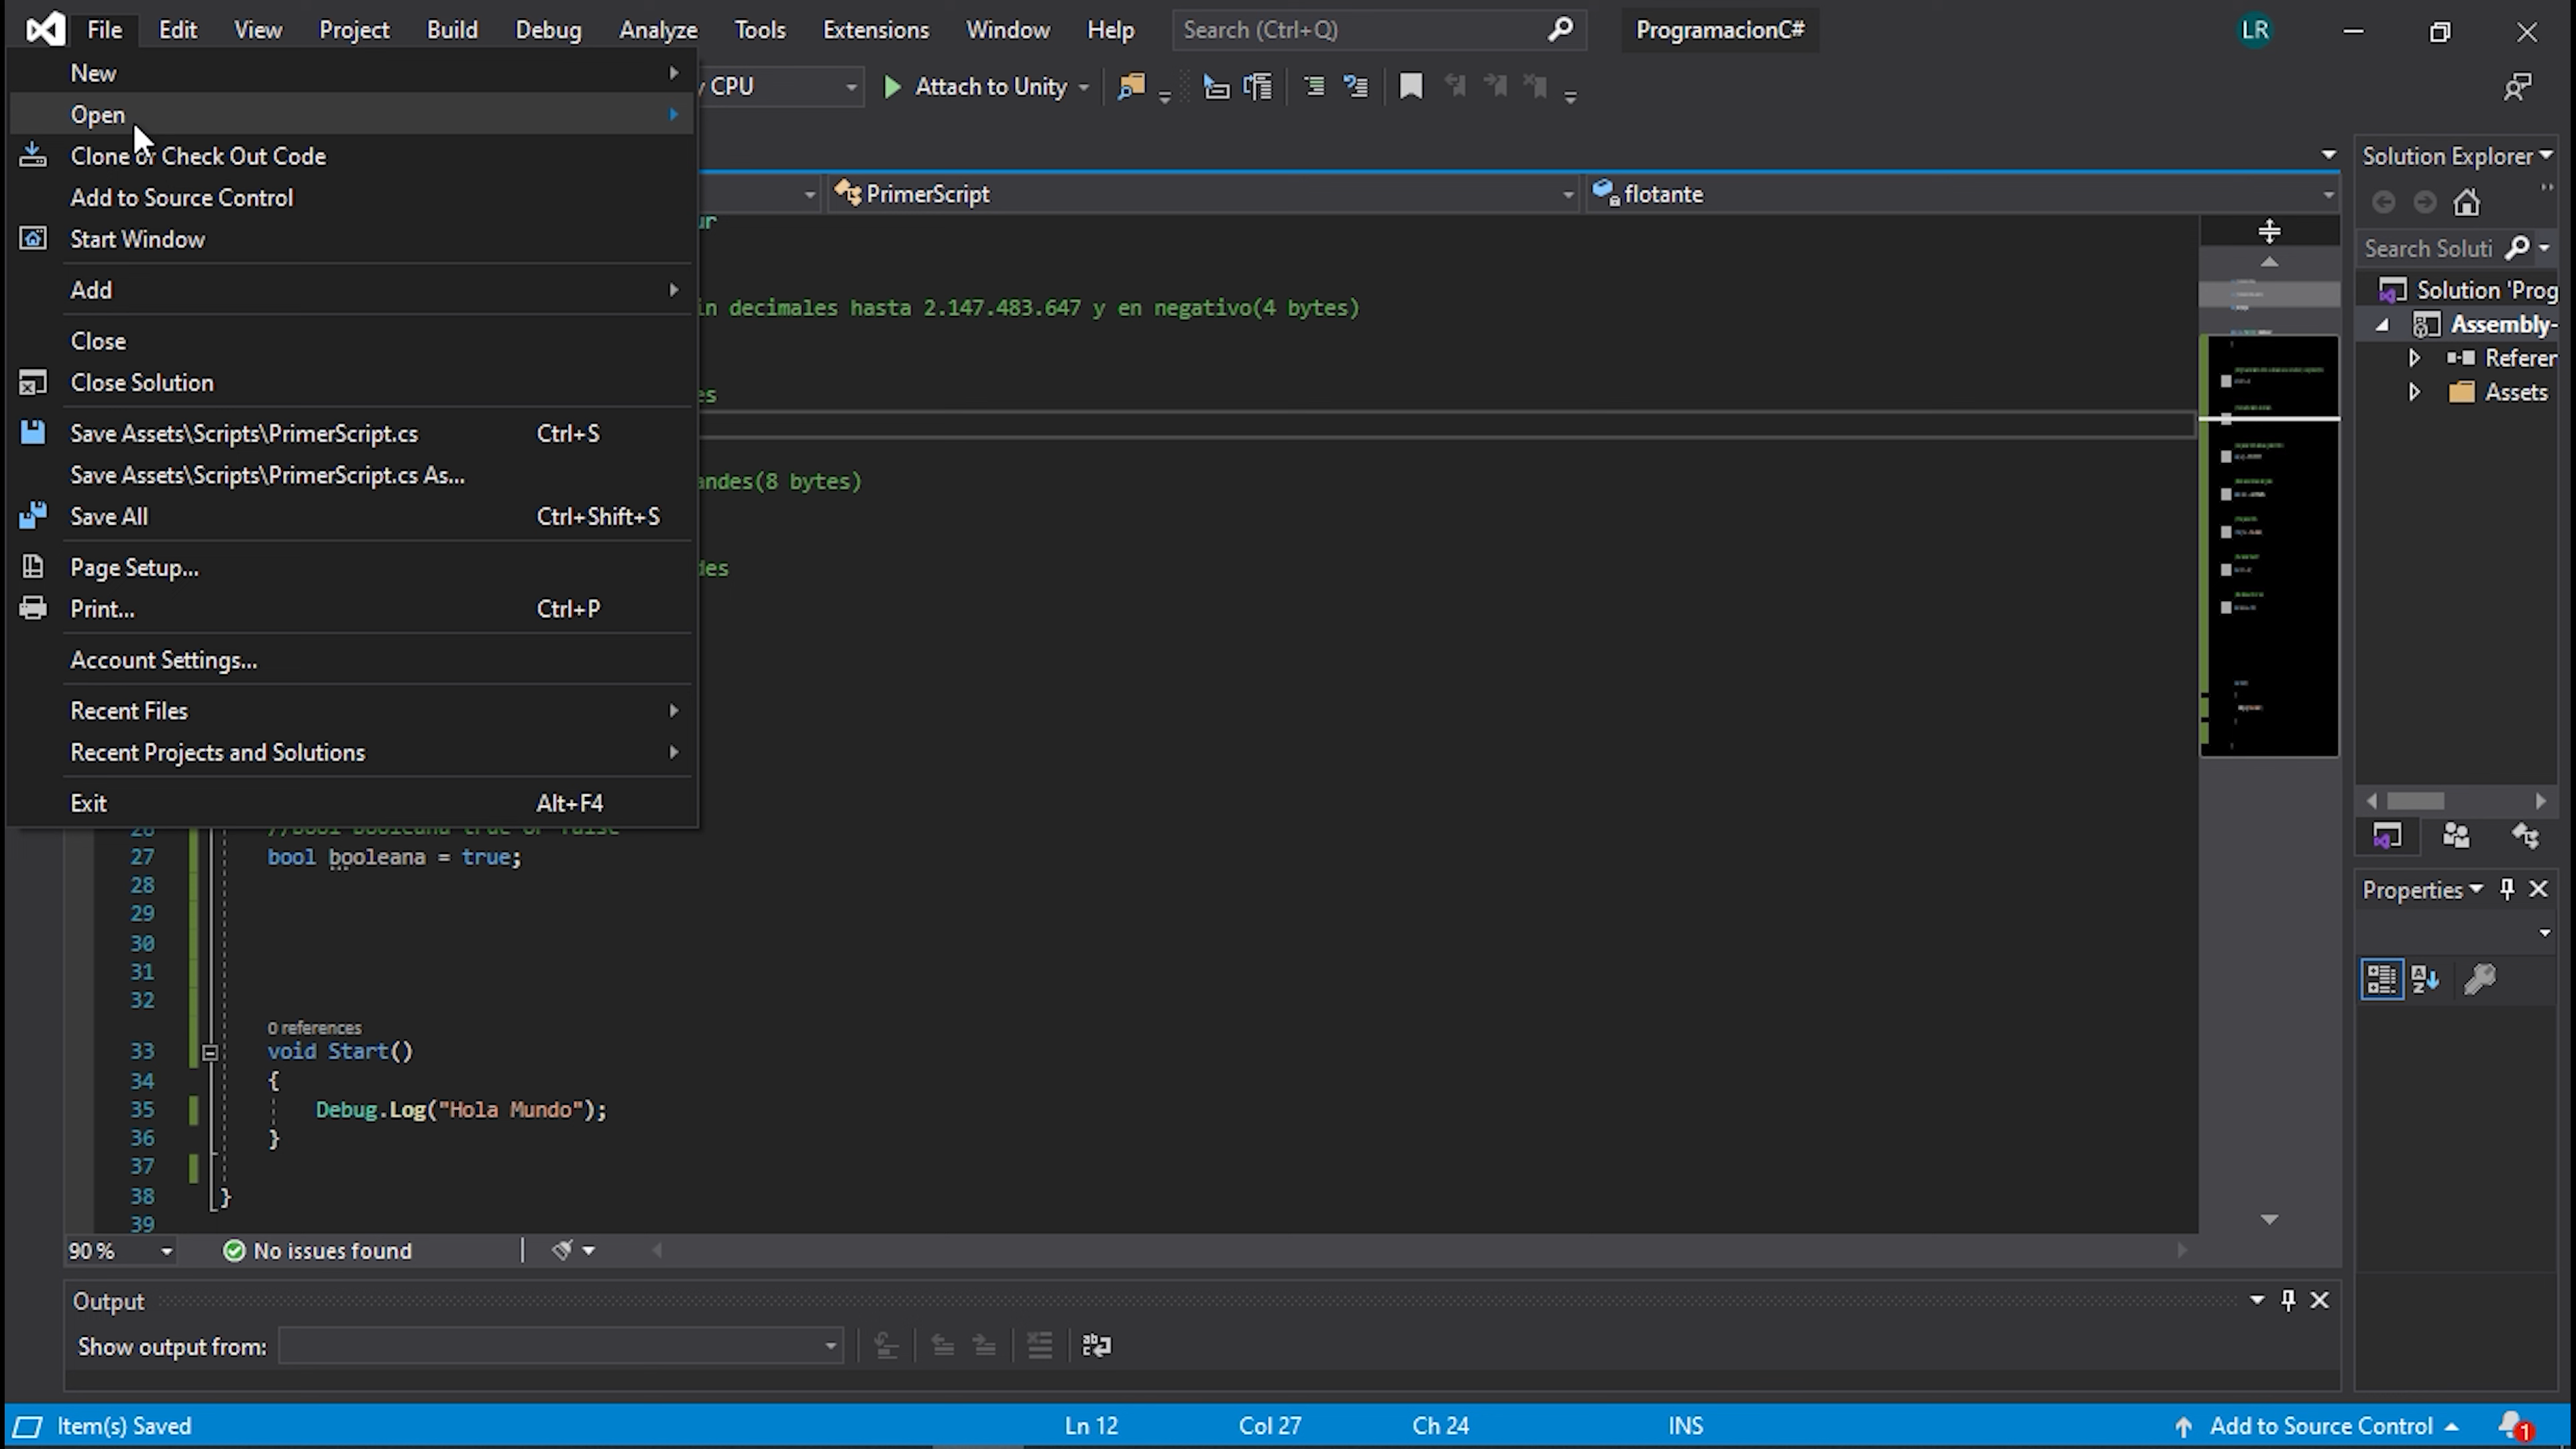 File Edit View Project Build Debug Analyze Tools Extensions Window Help Search (Ctrl+Q) ProgramacionC# LR
New
CPU Attach to Unity
Open
Clone or Check Out Code
Solution Explorer
Add to Source Control
PrimerScript flotante
Start Window
Search Soluti
Add
Solution 'Prog
in decimales hasta 2.147.483.647 y en negativo(4 bytes)
Assembly-
Close
Referer
Close Solution
Assets
Save Assets\Scripts\PrimerScript.cs Ctrl+S
Save Assets\Scripts\PrimerScript.cs As...
andes(8 bytes)
Save All Ctrl+Shift+S
Page Setup...
des
Print... Ctrl+P
Account Settings...
Recent Files
Recent Projects and Solutions
Exit Alt+F4
27 bool booleana = true;
28
Properties
29
30
31
32
0 references
33 void Start()
34 {
35 Debug.Log("Hola Mundo");
36 }
37
38 }
39
90 % No issues found
Output
Show output from:
Item(s) Saved Ln 12 Col 27 Ch 24 INS Add to Source Control 1